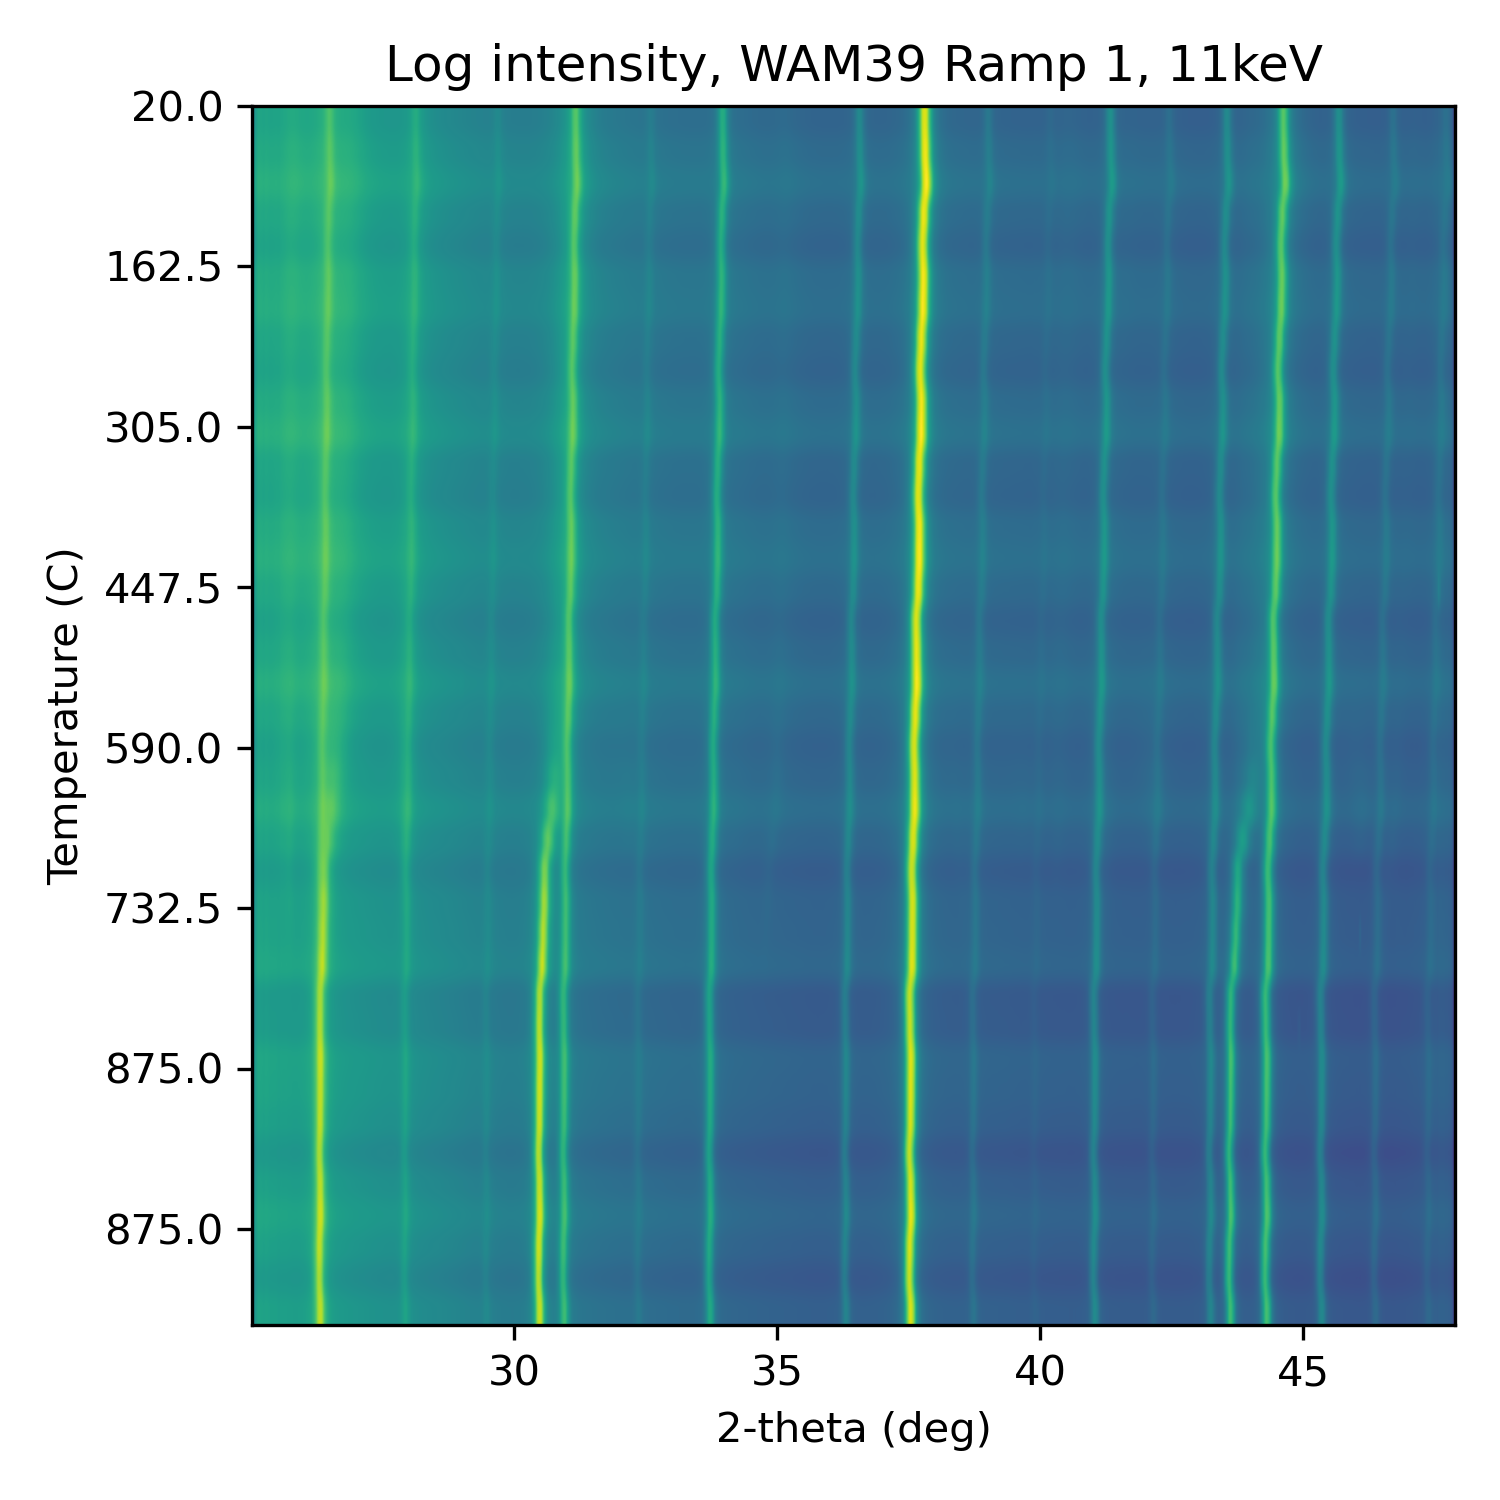 Log intensity, WAM39 Ramp 1, 11keV
20.0
162.5
305.0
447.5
590.0
732.5
875.0
875.0
Temperature (C)
30 35 40 45
2-theta (deg)